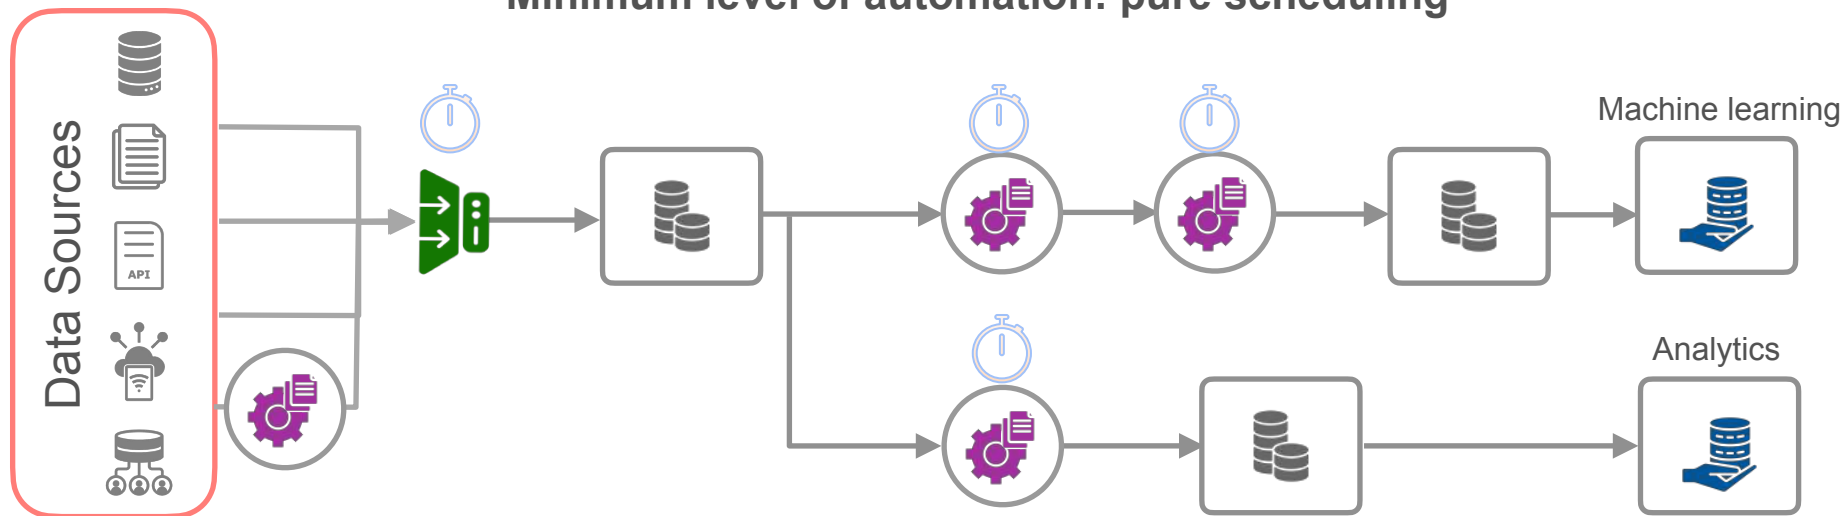 Minimum level of automation: pure scheduling
Data Sources
API
Machine learning
Analytics